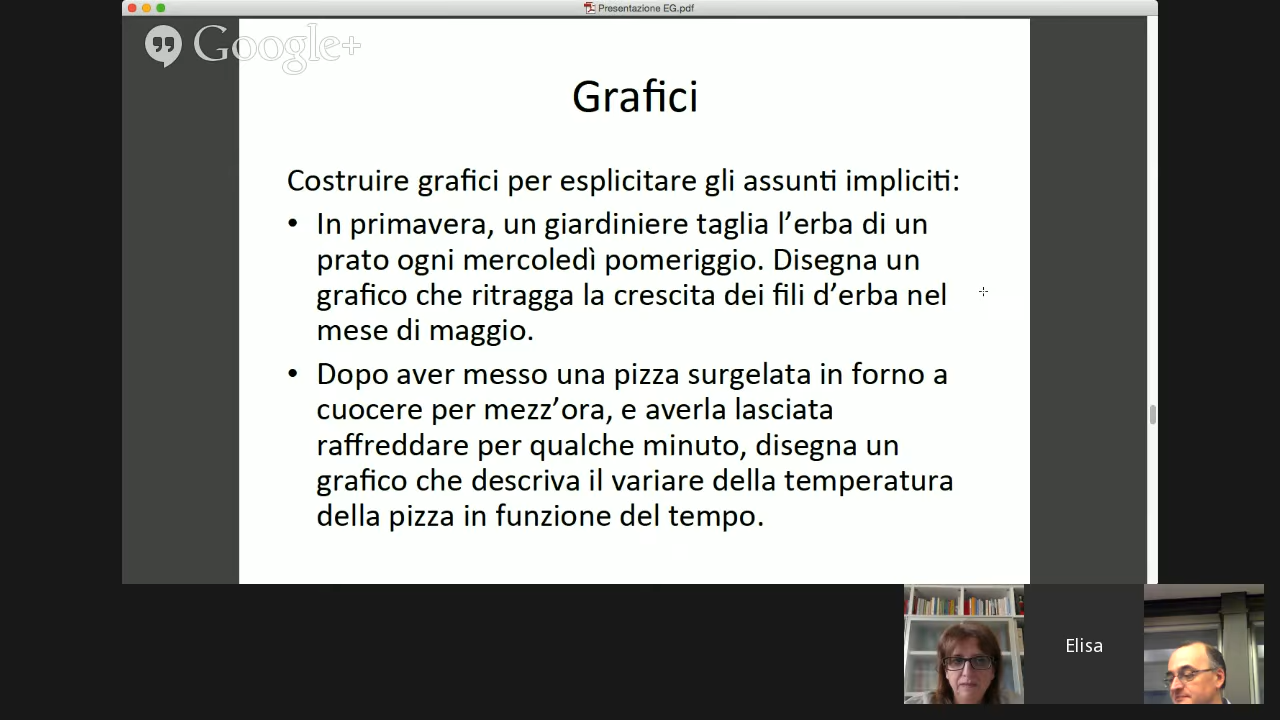 Presentazione EG.pdf
Google+
Grafici
Costruire grafici per esplicitare gli assunti impliciti:
• In primavera, un giardiniere taglia l’erba di un
prato ogni mercoledì pomeriggio. Disegna un
grafico che ritragga la crescita dei fili d’erba nel
mese di maggio.
• Dopo aver messo una pizza surgelata in forno a
cuocere per mezz’ora, e averla lasciata
raffreddare per qualche minuto, disegna un
grafico che descriva il variare della temperatura
della pizza in funzione del tempo.
Elisa